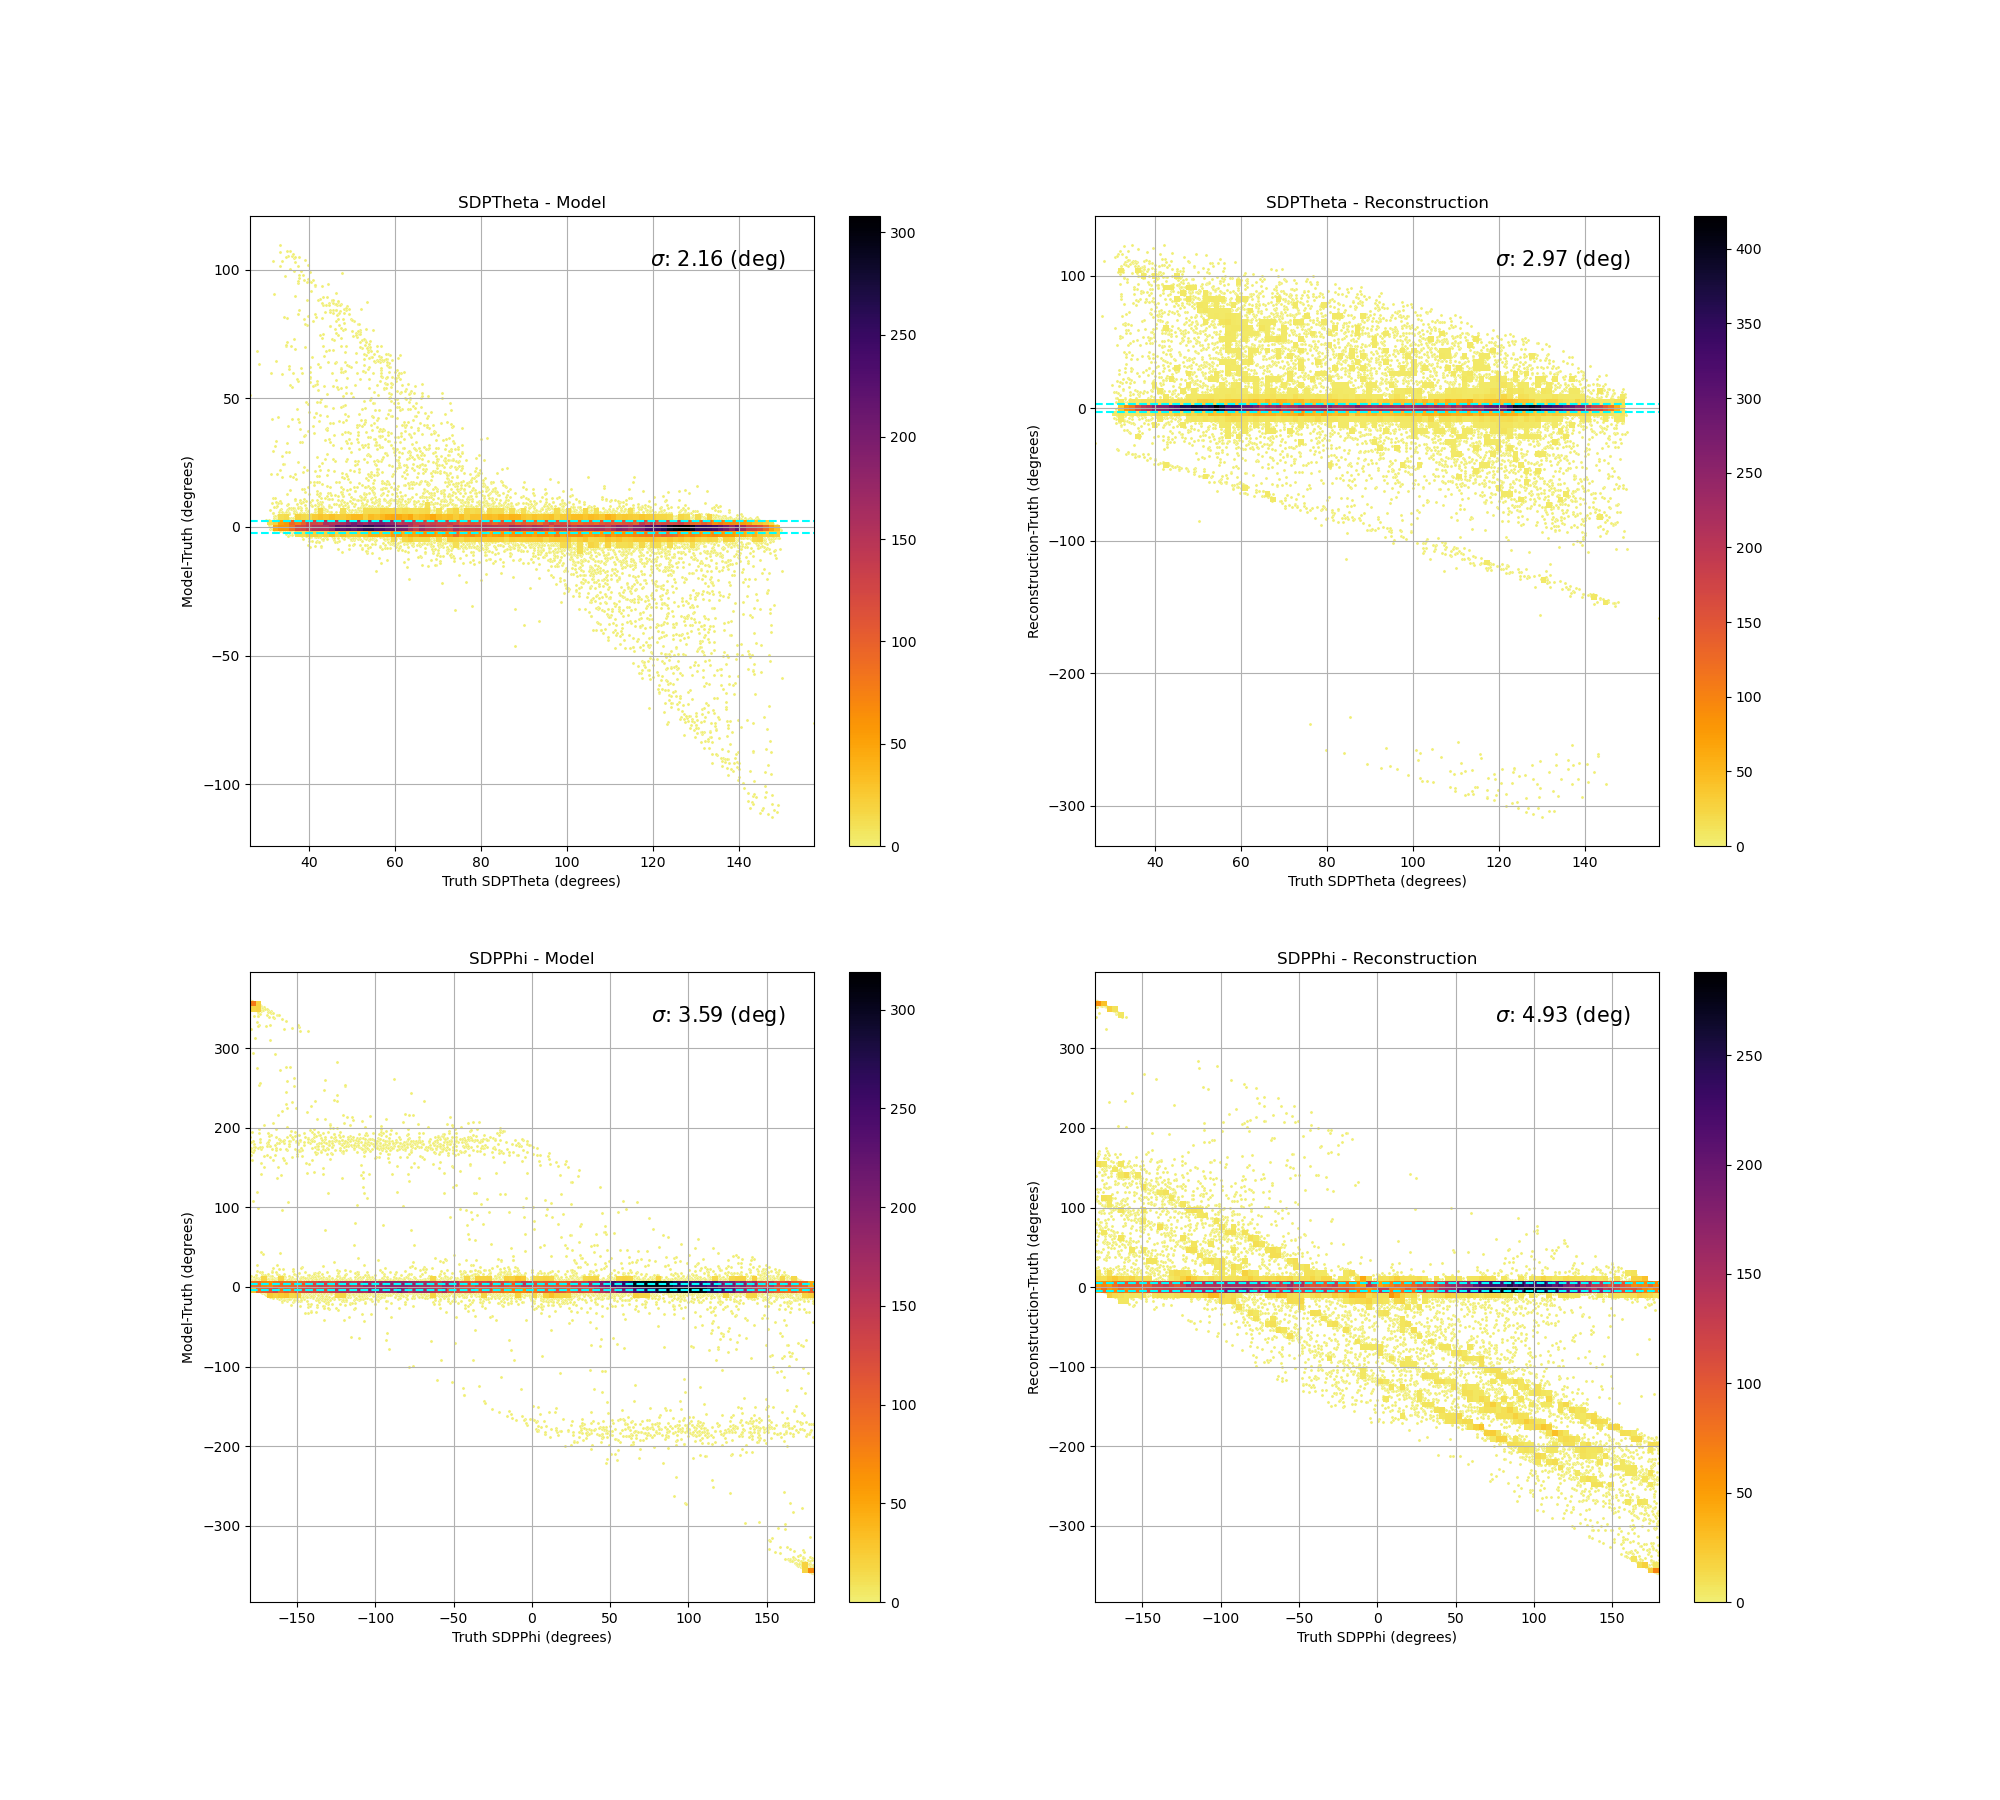 SDPTheta - Model
σ: 2.16 (deg)
Model-Truth (degrees)
100
50
0
−50
−100
40 60 80 100 120 140
Truth SDPTheta (degrees)
300
250
200
150
100
50
0
SDPTheta - Reconstruction
σ: 2.97 (deg)
Reconstruction-Truth (degrees)
100
0
−100
−200
−300
40 60 80 100 120 140
Truth SDPTheta (degrees)
400
350
300
250
200
150
100
50
0
SDPPhi - Model
σ: 3.59 (deg)
Model-Truth (degrees)
300
200
100
0
−100
−200
−300
−150 −100 −50 0 50 100 150
Truth SDPPhi (degrees)
300
250
200
150
100
50
0
SDPPhi - Reconstruction
σ: 4.93 (deg)
Reconstruction-Truth (degrees)
300
200
100
0
−100
−200
−300
−150 −100 −50 0 50 100 150
Truth SDPPhi (degrees)
250
200
150
100
50
0